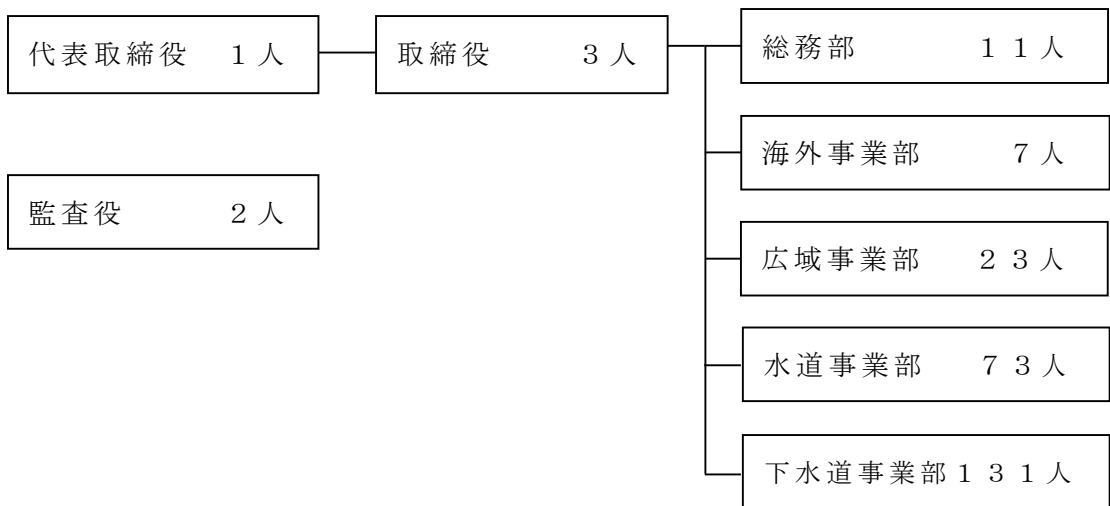 代表取締役　１人
取締役　　　３人
総務部　　　１１人
海外事業部　　　７人
監査役　　　２人
広域事業部　　２３人
水道事業部　　７３人
下水道事業部１３１人